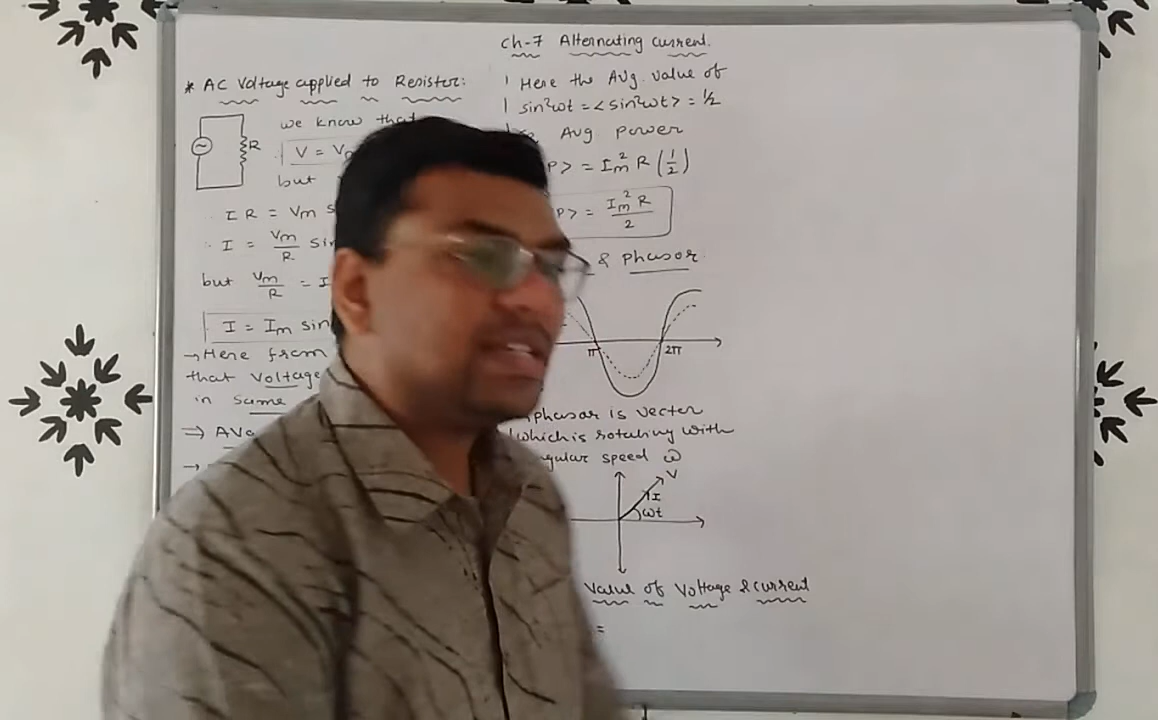 Ch-7 Alternating current.
* AC Voltage applied to Resistor:
R
we know that
V = V
but
I R = Vm s
∴ I = Vm/R sin
but Vm/R = I
I = Im sin
→ Here from
that voltage
in same
⇒ AV
→
Here the Avg. value of
sin²ωt = <sin²ωt> = 1/2
Avg power
P> = Im² R (1/2)
P> = Im² R / 2
& phasor.
π 2π
phasor is vector
which is rotating with
gular speed ω
V
I
ωt
Value of Voltage & current
=